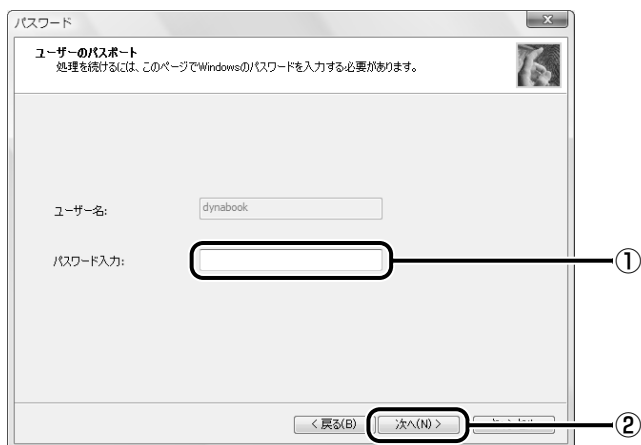 パスワード
ユーザーのパスポート
処理を続けるには、このページでWindowsのパスワードを入力する必要があります。
ユーザー名:
dynabook
パスワード入力:
①
< 戻る(B)
次へ(N) >
②